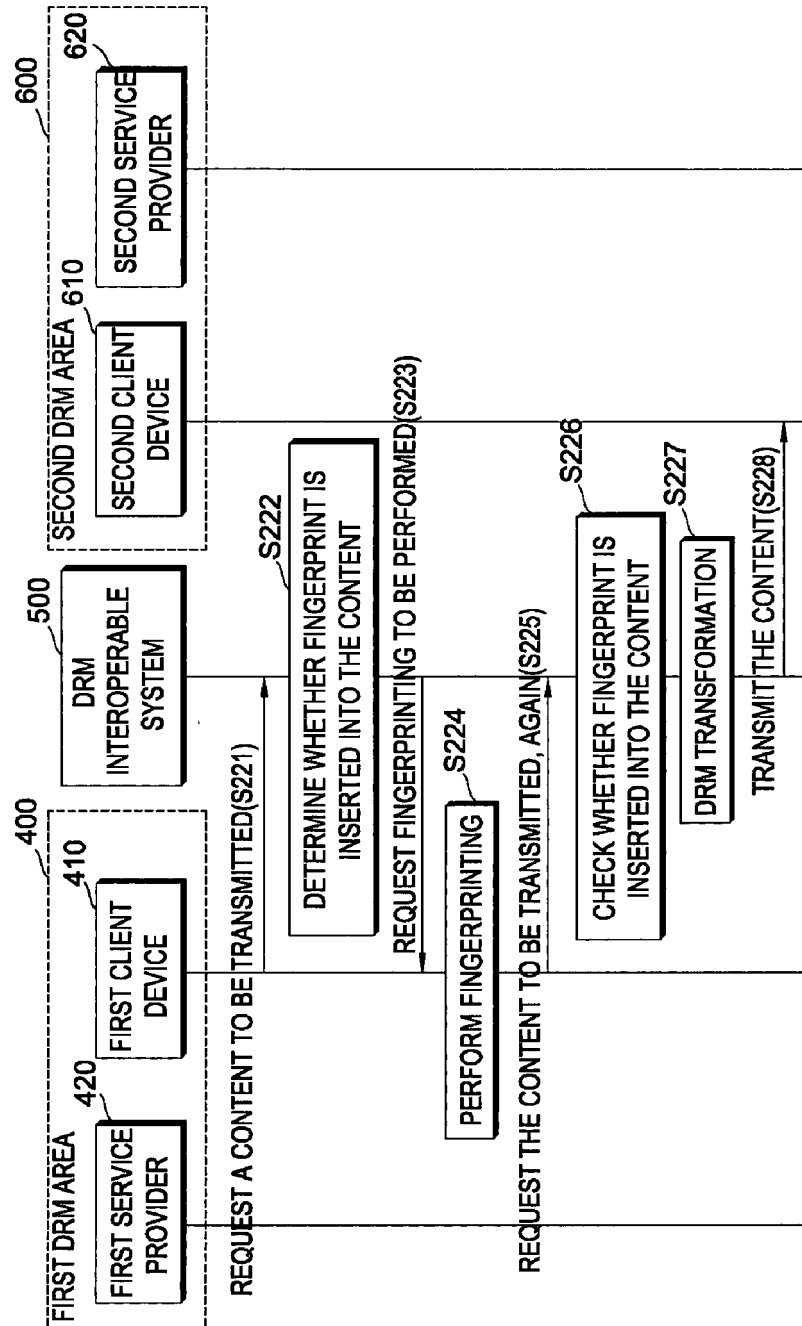 FIRST DRM AREA
400
420
FIRST SERVICE
PROVIDER
410
FIRST CLIENT
DEVICE
500
DRM
INTEROPERABLE
SYSTEM
SECOND DRM AREA
600
610
SECOND CLIENT
DEVICE
620
SECOND SERVICE
PROVIDER
REQUEST A CONTENT TO BE TRANSMITTED(S221)
S222
DETERMINE WHETHER FINGERPRINT IS
INSERTED INTO THE CONTENT
REQUEST FINGERPRINTING TO BE PERFORMED(S223)
S224
PERFORM FINGERPRINTING
REQUEST THE CONTENT TO BE TRANSMITTED, AGAIN(S225)
S226
CHECK WHETHER FINGERPRINT IS
INSERTED INTO THE CONTENT
S227
DRM TRANSFORMATION
TRANSMIT THE CONTENT(S228)